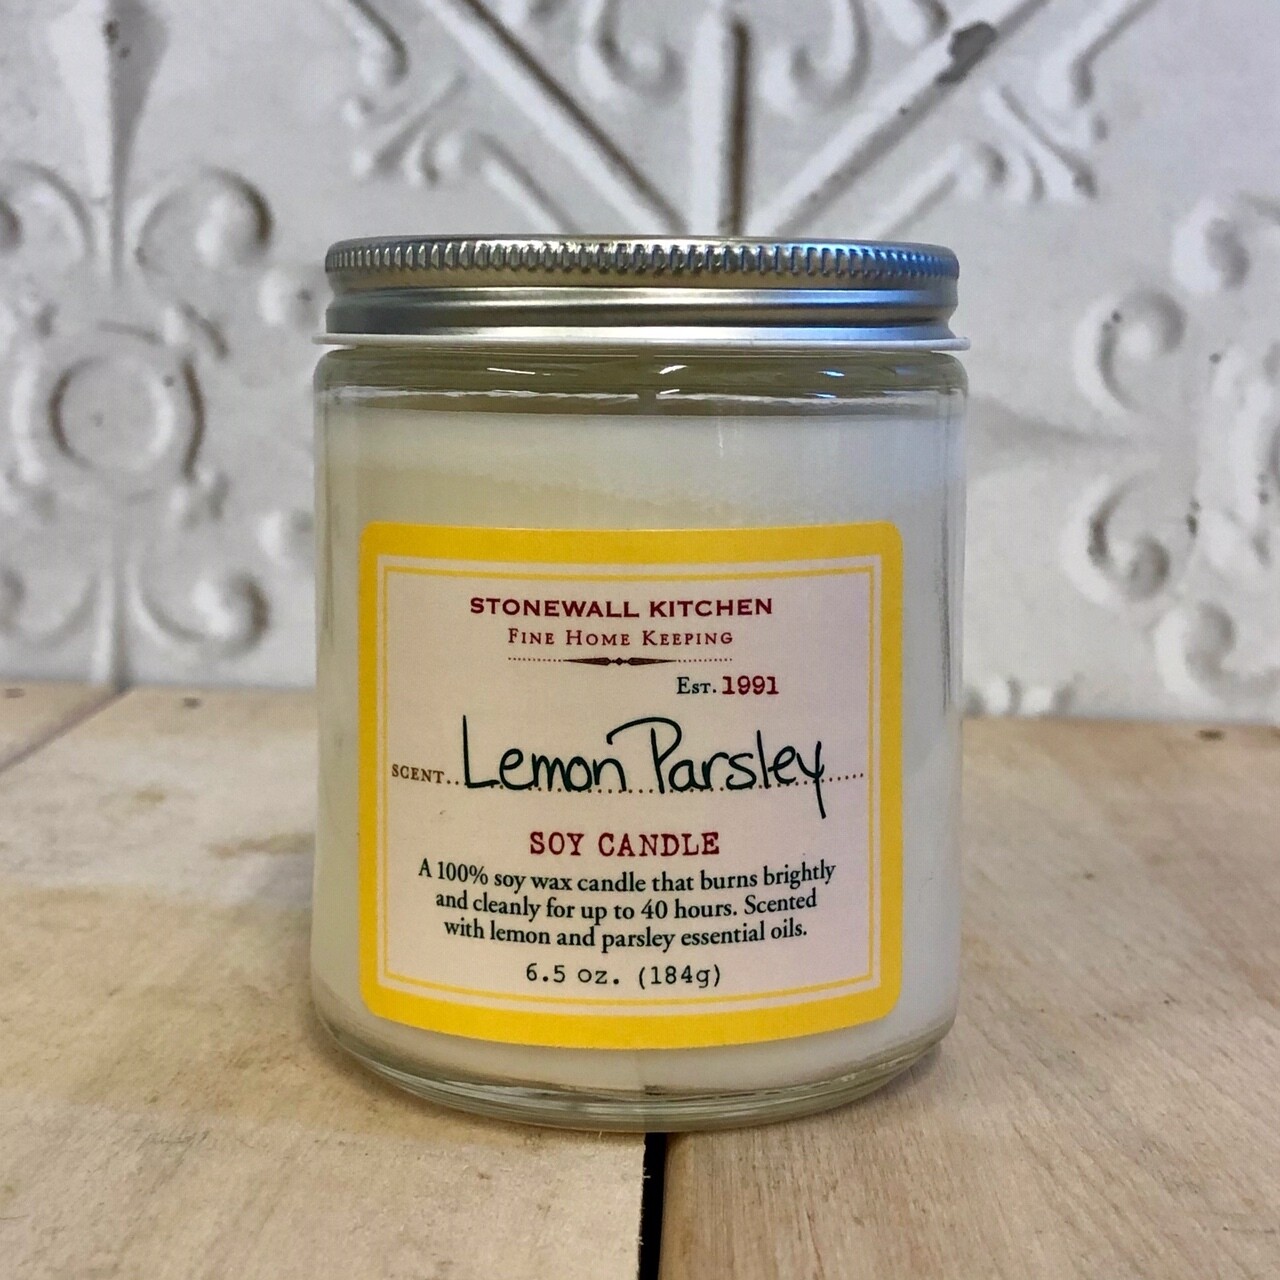 STONEWALL KITCHEN
FINE HOME KEEPING
EST. 1991
SCENT..Lemon Parsley.....
SOY CANDLE
A 100% soy wax candle that burns brightly
and cleanly for up to 40 hours. Scented
with lemon and parsley essential oils.
6.5 oz. (184g)